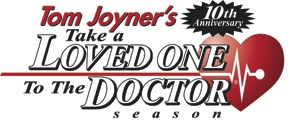 Tom Joyner's
10th
Anniversary
Take a
LOVED ONE
To The DOCTOR
season